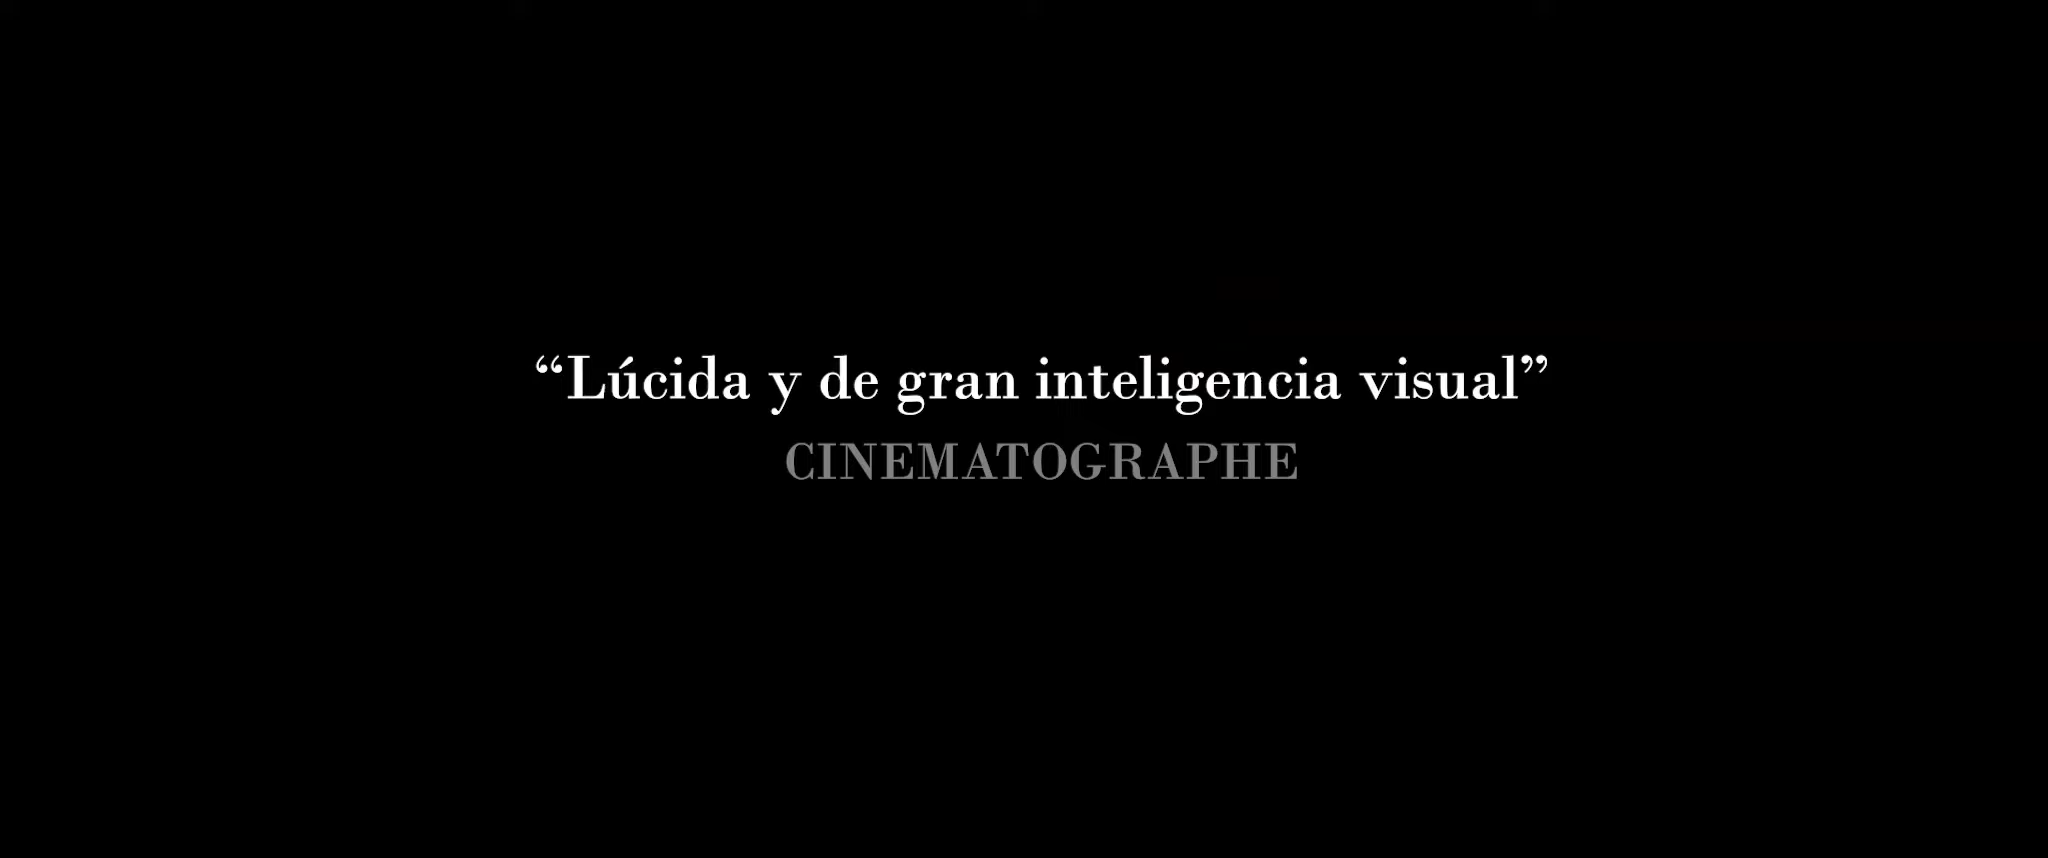 “Lúcida y de gran inteligencia visual”
CINEMATOGRAPHE